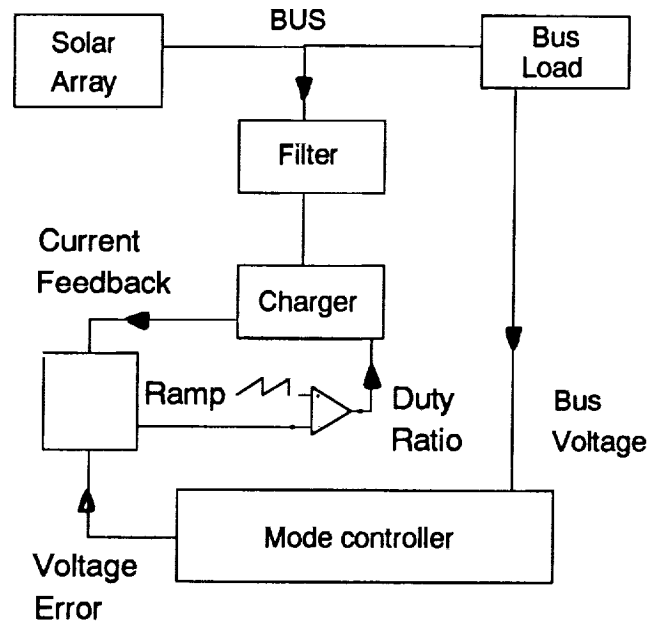 BUS
Solar
Array
Bus
Load
Filter
Current
Feedback
Charger
Ramp
Duty
Ratio
Bus
Voltage
Mode controller
Voltage
Error